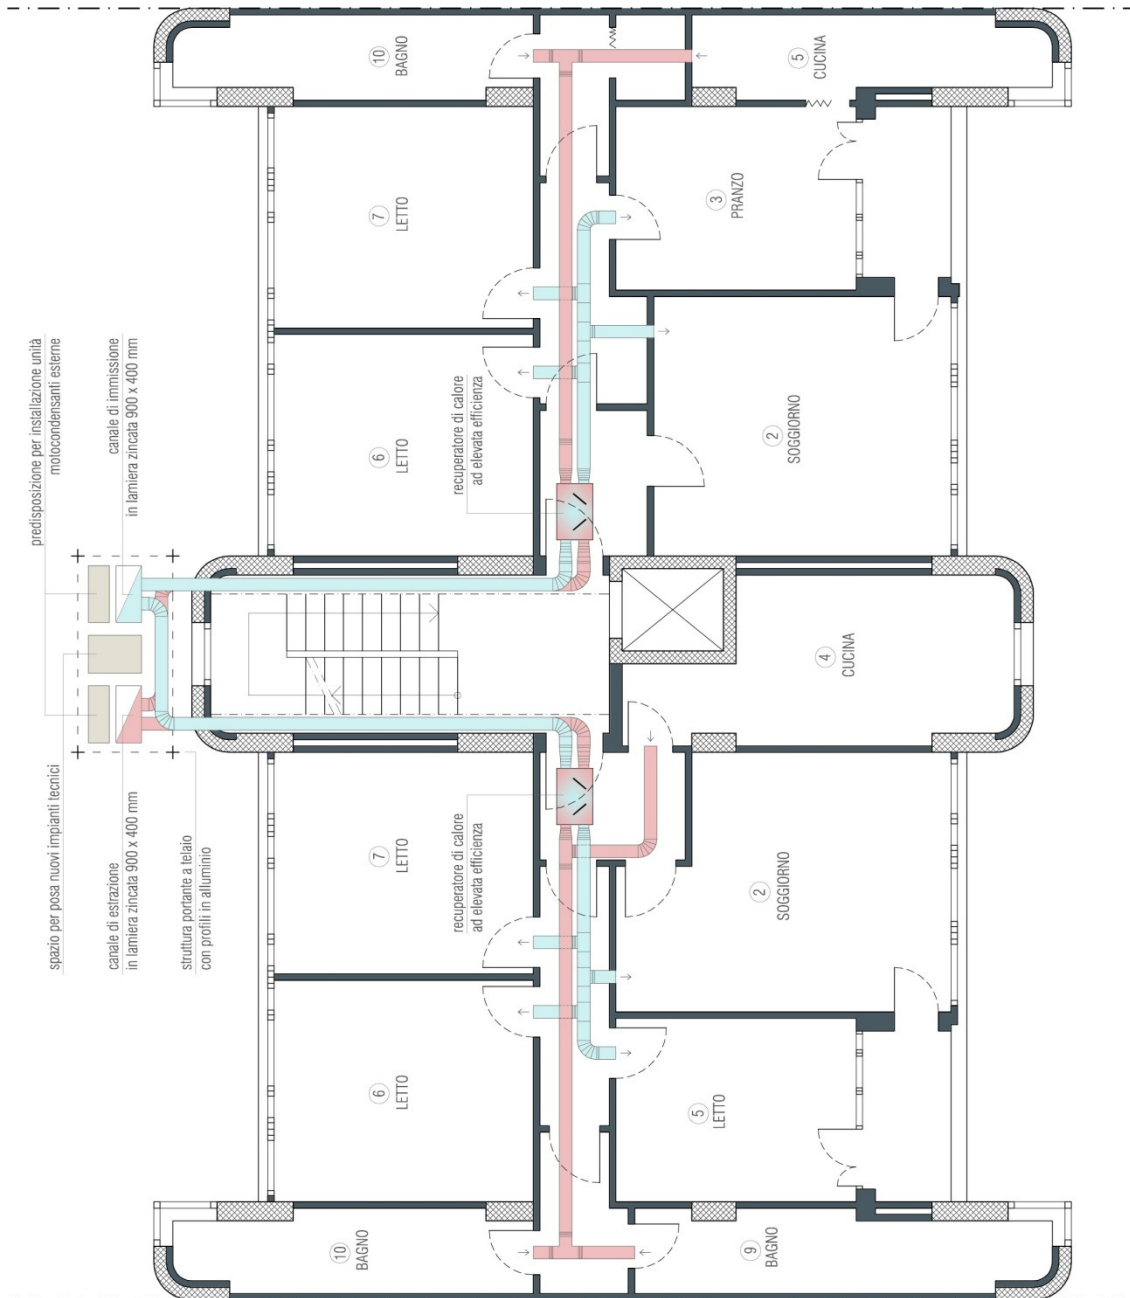 10
BAGNO
5
CUCINA
7
LETTO
3
PRANZO
predisposizione per installazione unità
motocondensanti esterne
canale di immissione
in lamiera zincata 900 x 400 mm
6
LETTO
recuperatore di calore
ad elevata efficienza
2
SOGGIORNO
4
CUCINA
spazio per posa nuovi impianti tecnici
canale di estrazione
in lamiera zincata 900 x 400 mm
struttura portante a telaio
con profili in alluminio
7
LETTO
recuperatore di calore
ad elevata efficienza
2
SOGGIORNO
6
LETTO
5
LETTO
10
BAGNO
9
BAGNO